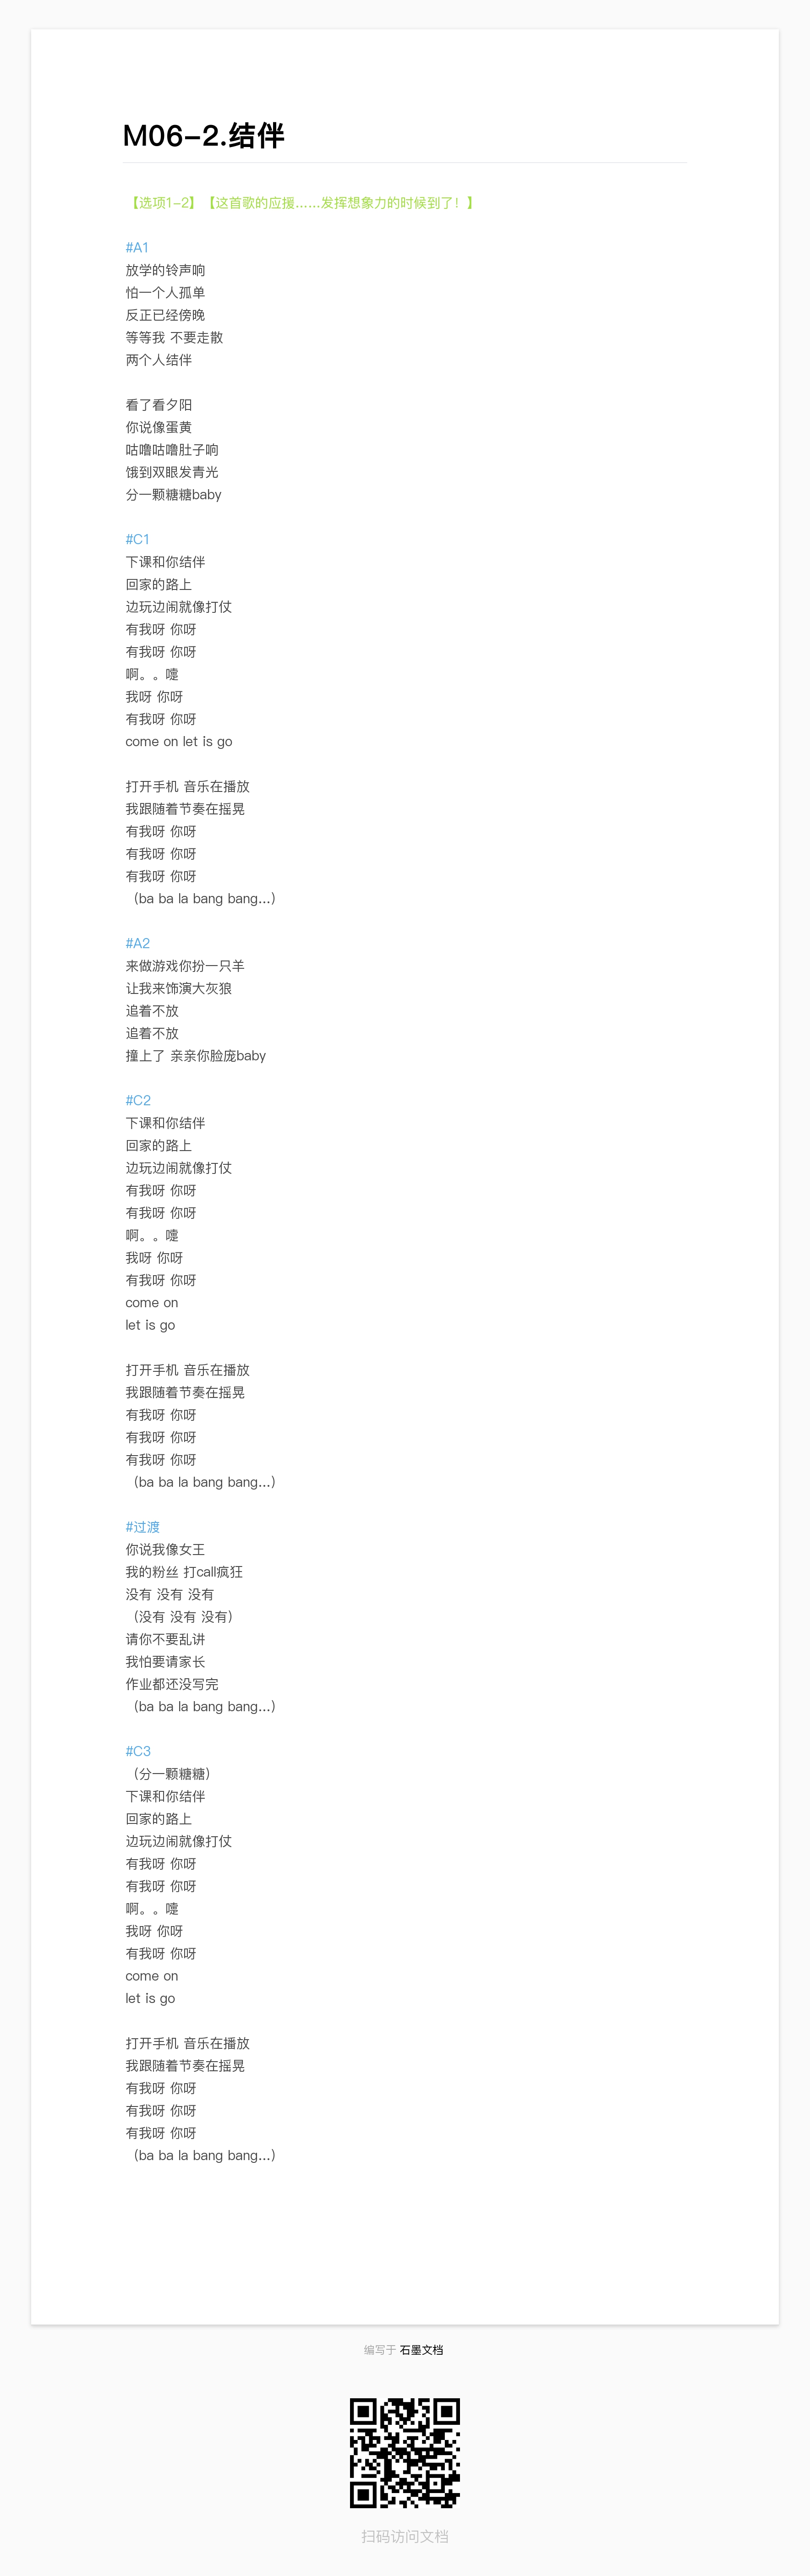 M06-2.结伴
【选项1-2】【这首歌的应援……发挥想象力的时候到了！】
#A1
放学的铃声响
怕一个人孤单
反正已经傍晚
等等我 不要走散
两个人结伴
看了看夕阳
你说像蛋黄
咕噜咕噜肚子响
饿到双眼发青光
分一颗糖糖baby
#C1
下课和你结伴
回家的路上
边玩边闹就像打仗
有我呀 你呀
有我呀 你呀
啊。。嚏
我呀 你呀
有我呀 你呀
come on let is go
打开手机 音乐在播放
我跟随着节奏在摇晃
有我呀 你呀
有我呀 你呀
有我呀 你呀
（ba ba la bang bang…）
#A2
来做游戏你扮一只羊
让我来饰演大灰狼
追着不放
追着不放
撞上了 亲亲你脸庞baby
#C2
下课和你结伴
回家的路上
边玩边闹就像打仗
有我呀 你呀
有我呀 你呀
啊。。嚏
我呀 你呀
有我呀 你呀
come on
let is go
打开手机 音乐在播放
我跟随着节奏在摇晃
有我呀 你呀
有我呀 你呀
有我呀 你呀
（ba ba la bang bang…）
#过渡
你说我像女王
我的粉丝 打call疯狂
没有 没有 没有
（没有 没有 没有）
请你不要乱讲
我怕要请家长
作业都还没写完
（ba ba la bang bang…）
#C3
（分一颗糖糖）
下课和你结伴
回家的路上
边玩边闹就像打仗
有我呀 你呀
有我呀 你呀
啊。。嚏
我呀 你呀
有我呀 你呀
come on
let is go
打开手机 音乐在播放
我跟随着节奏在摇晃
有我呀 你呀
有我呀 你呀
有我呀 你呀
（ba ba la bang bang…）
编写于 石墨文档
扫码访问文档